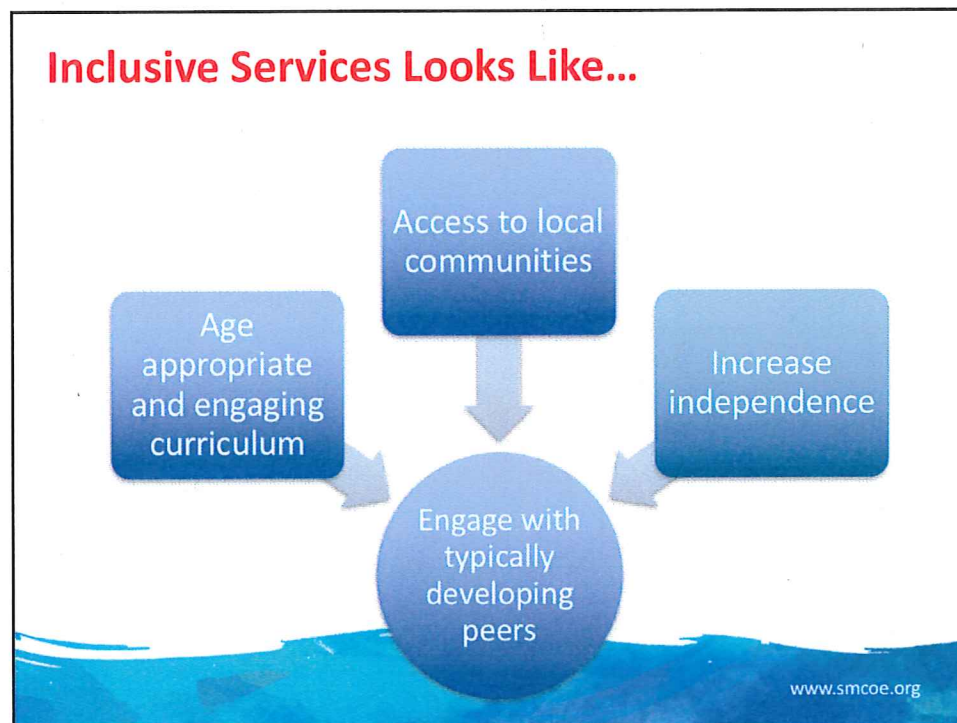 Inclusive Services Looks Like...
Access to local
communities
Age
appropriate
and engaging
curriculum
Increase
independence
Engage with
typically
developing
peers
www.smcoe.org